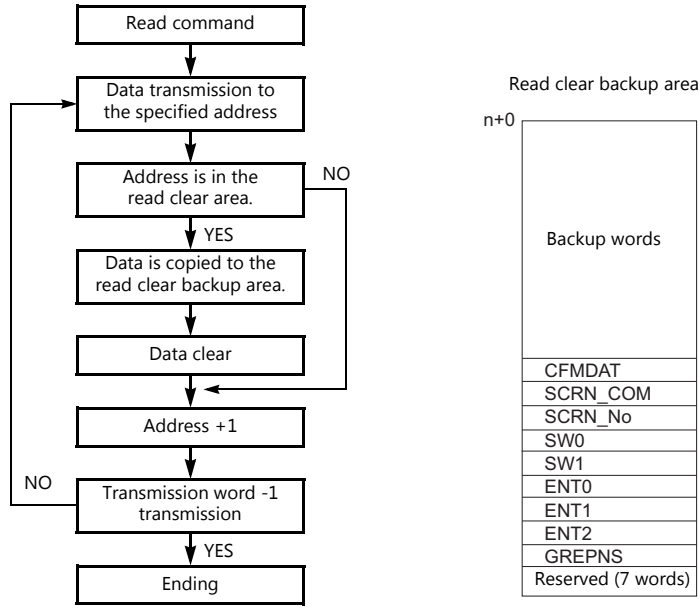 Read command
Data transmission to
the specified address
Address is in the
read clear area.
NO
YES
Data is copied to the
read clear backup area.
Data clear
Address +1
NO
Transmission word -1
transmission
YES
Ending
Read clear backup area
n+0
Backup words
CFMDAT
SCRN_COM
SCRN_No
SW0
SW1
ENT0
ENT1
ENT2
GREPNS
Reserved (7 words)